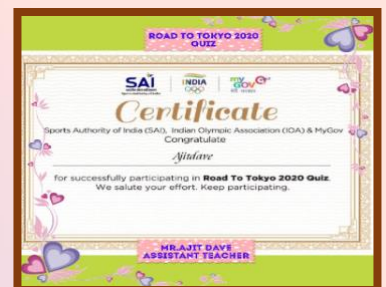 ROAD TO TOKYO 2020
QUIZ
SAI
INDIA
my
GOV
Certificate
Sports Authority of India (SAI), Indian Olympic Association (IOA) & MyGov
Congratulate
Ajitdave
for successfully participating in Road To Tokyo 2020 Quiz.
We salute your effort. Keep participating.
MR.AJIT DAVE
ASSISTANT TEACHER